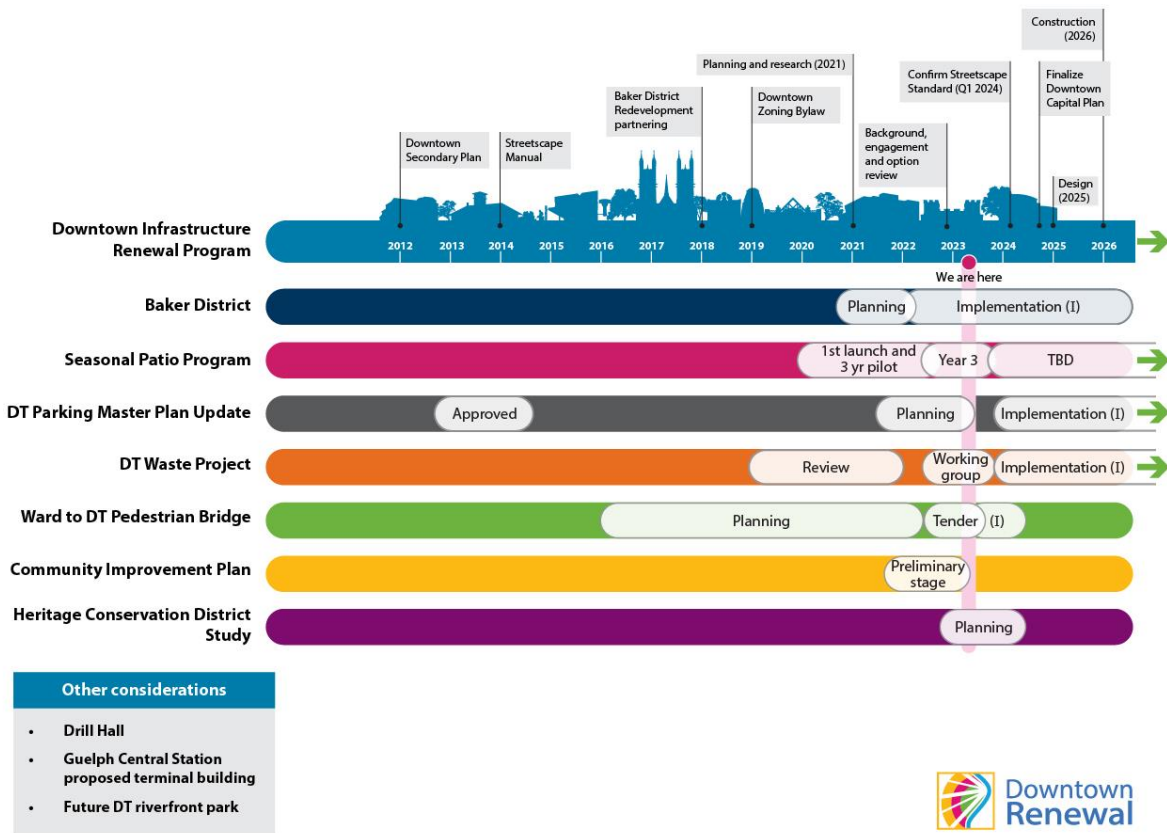 Construction
(2026)
Planning and research (2021)
Confirm Streetscape
Standard (Q1 2024)
Finalize
Downtown
Capital Plan
Baker District
Redevelopment
partnering
Downtown
Zoning Bylaw
Background,
engagement
and option
review
Downtown
Secondary Plan
Streetscape
Manual
Design
(2025)
Downtown Infrastructure
Renewal Program
2012 2013 2014 2015 2016 2017 2018 2019 2020 2021 2022 2023 2024 2025 2026
We are here
Baker District
Planning
Implementation (I)
Seasonal Patio Program
1st launch and
3 yr pilot
Year 3
TBD
DT Parking Master Plan Update
Approved
Planning
Implementation (I)
DT Waste Project
Review
Working
group
Implementation (I)
Ward to DT Pedestrian Bridge
Planning
Tender
(I)
Community Improvement Plan
Preliminary
stage
Heritage Conservation District
Study
Planning
Other considerations
• Drill Hall
• Guelph Central Station
proposed terminal building
• Future DT riverfront park
Downtown
Renewal